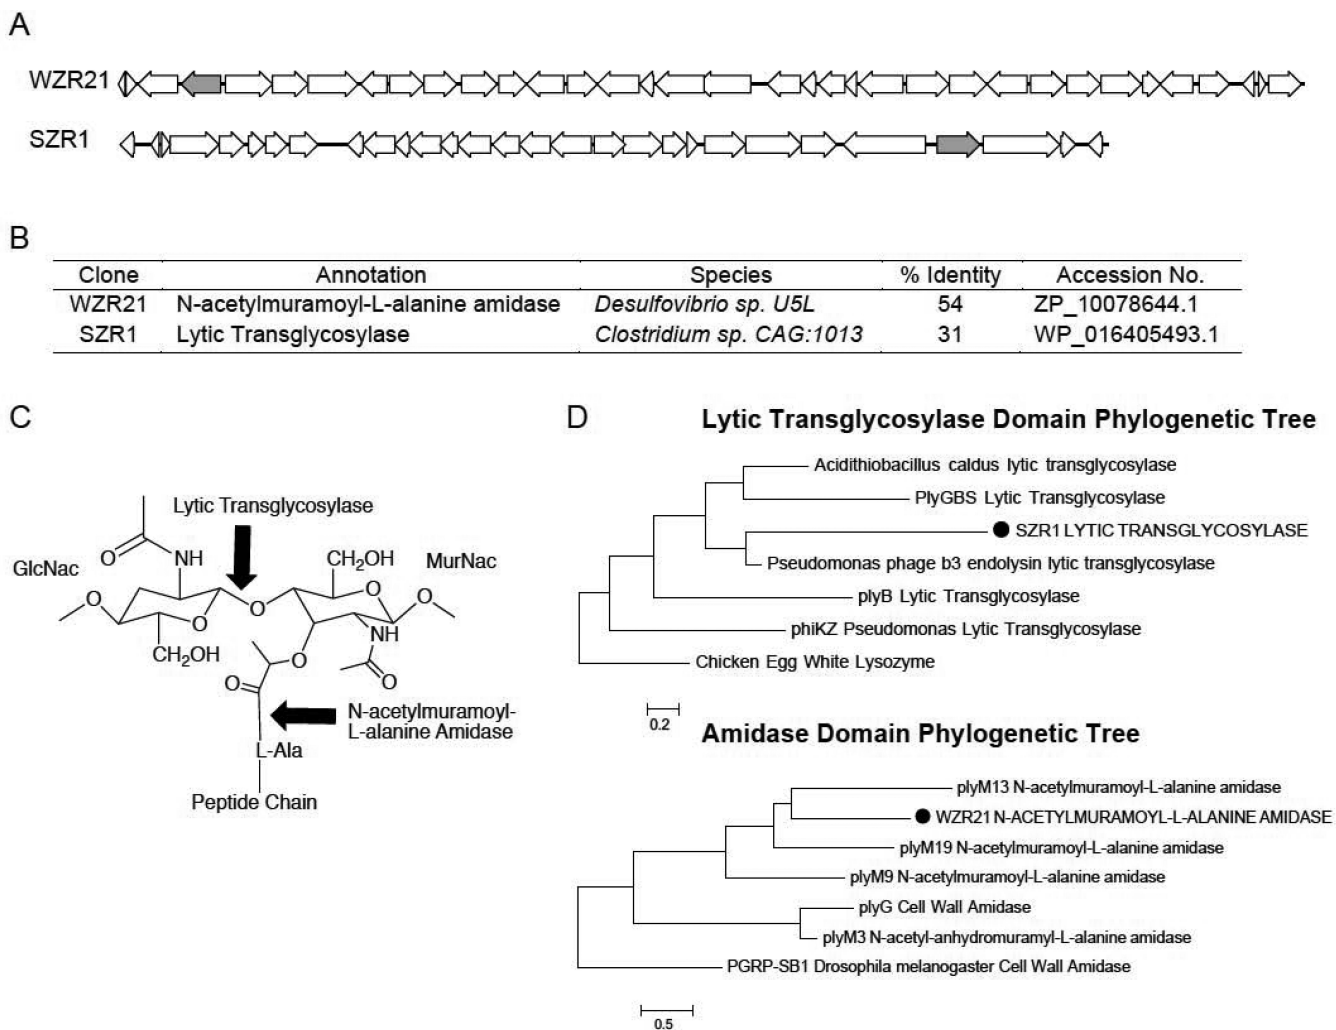 A
WZR21
SZR1
B
Clone Annotation Species % Identity Accession No.
WZR21 N-acetylmuramoyl-L-alanine amidase Desulfovibrio sp. U5L 54 ZP_10078644.1
SZR1 Lytic Transglycosylase Clostridium sp. CAG:1013 31 WP_016405493.1
C
Lytic Transglycosylase
GlcNac
MurNac
O
NH
CH2OH
O
O
O
O
O
CH2OH
NH
O
O
O
N-acetylmuramoyl-
L-alanine Amidase
L-Ala
Peptide Chain
D
Lytic Transglycosylase Domain Phylogenetic Tree
Acidithiobacillus caldus lytic transglycosylase
PlyGBS Lytic Transglycosylase
SZR1 LYTIC TRANSGLYCOSYLASE
Pseudomonas phage b3 endolysin lytic transglycosylase
plyB Lytic Transglycosylase
phiKZ Pseudomonas Lytic Transglycosylase
Chicken Egg White Lysozyme
0.2
Amidase Domain Phylogenetic Tree
plyM13 N-acetylmuramoyl-L-alanine amidase
WZR21 N-ACETYLMURAMOYL-L-ALANINE AMIDASE
plyM19 N-acetylmuramoyl-L-alanine amidase
plyM9 N-acetylmuramoyl-L-alanine amidase
plyG Cell Wall Amidase
plyM3 N-acetyl-anhydromuramyl-L-alanine amidase
PGRP-SB1 Drosophila melanogaster Cell Wall Amidase
0.5